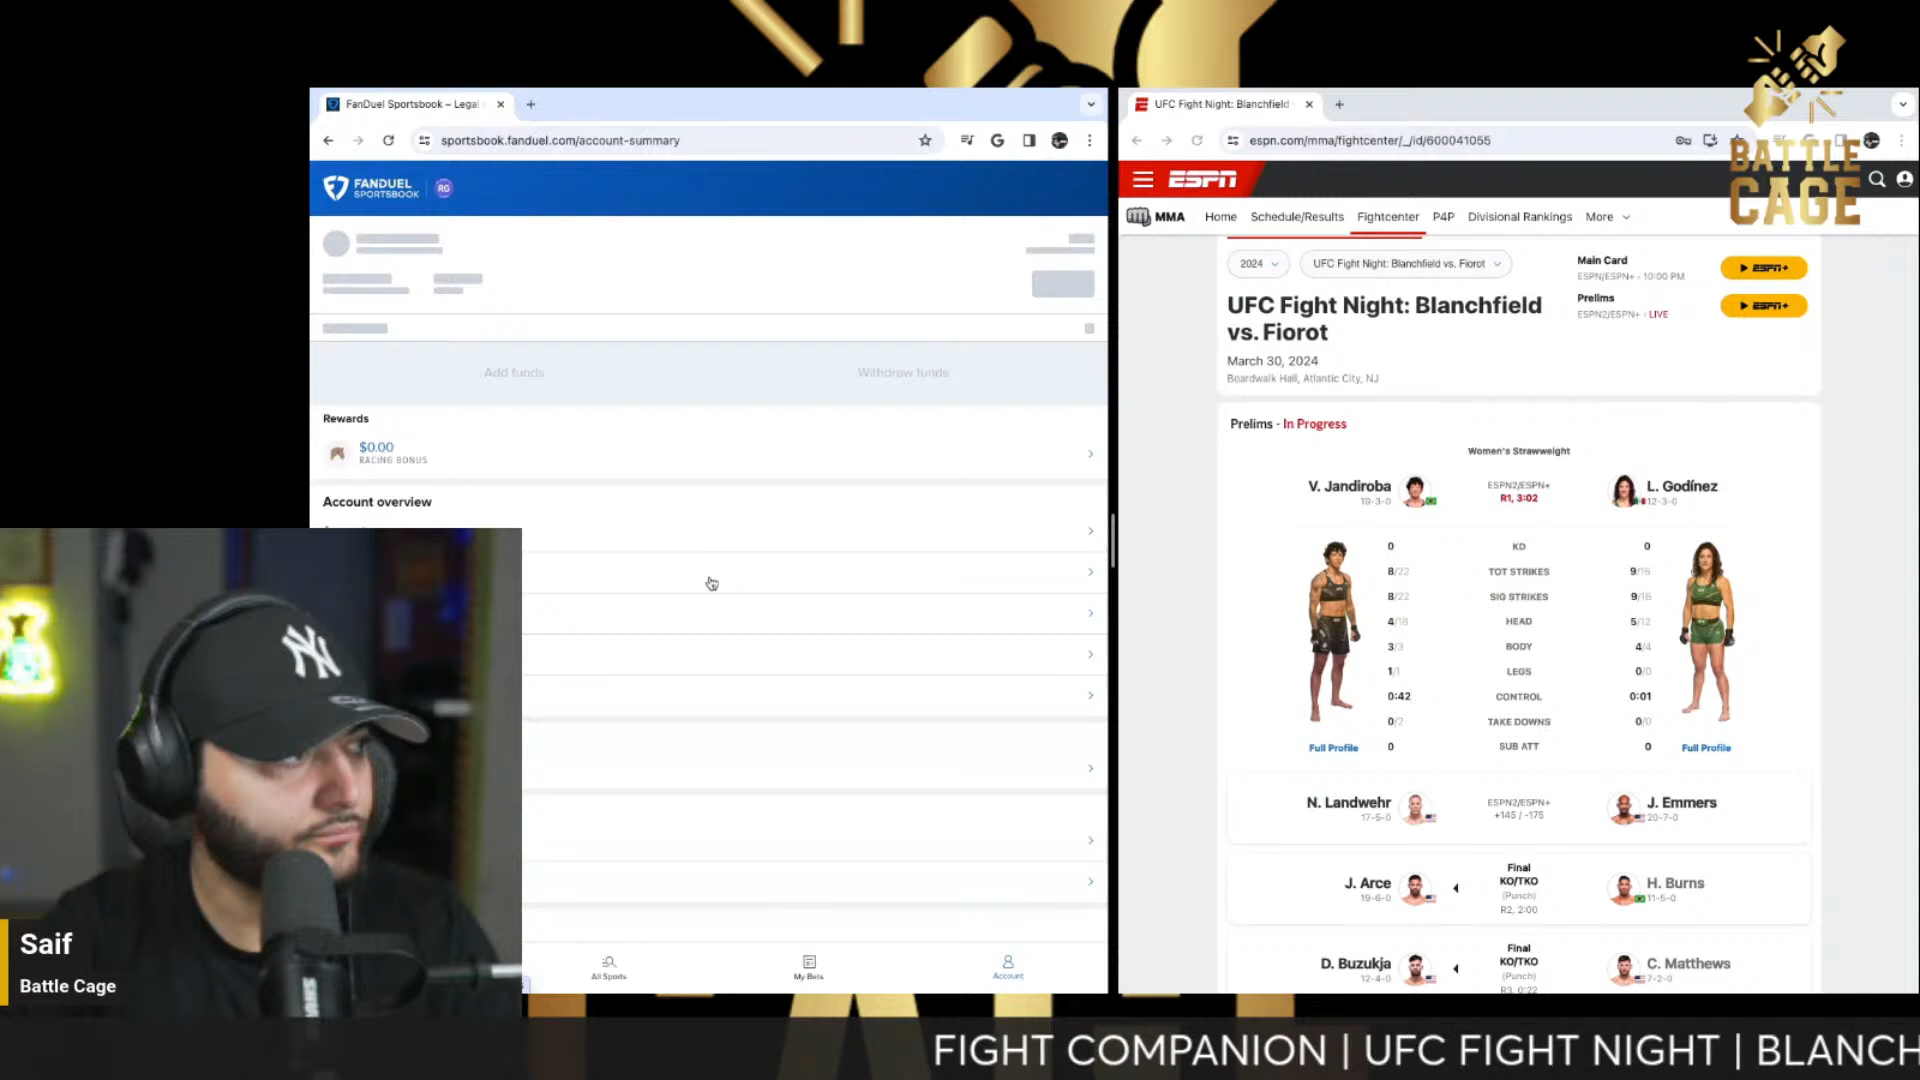 FanDuel Sportsbook – Legal
sportsbook.fanduel.com/account-summary
FANDUEL
SPORTSBOOK
RG
Add funds
Withdraw funds
Rewards
$0.00
RACING BONUS
Account overview
All Sports
My Bets
Account
UFC Fight Night: Blanchfield
espn.com/mma/fightcenter/_/id/600041055
ESPN
BATTLE
CAGE
MMA
Home
Schedule/Results
Fightcenter
P4P
Divisional Rankings
More
2024
UFC Fight Night: Blanchfield vs. Fiorot
Main Card
ESPN/ESPN+ - 10:00 PM
ESPN+
Prelims
ESPN2/ESPN+ - LIVE
ESPN+
UFC Fight Night: Blanchfield
vs. Fiorot
March 30, 2024
Boardwalk Hall, Atlantic City, NJ
Prelims - In Progress
Women's Strawweight
V. Jandiroba
19-3-0
ESPN2/ESPN+
R1, 3:02
L. Godínez
12-3-0
0 KD 0
8/22 TOT STRIKES 9/16
8/22 SIG STRIKES 9/16
4/18 HEAD 5/12
3/3 BODY 4/4
1/1 LEGS 0/0
0:42 CONTROL 0:01
0/2 TAKE DOWNS 0/0
Full Profile 0 SUB ATT 0 Full Profile
N. Landwehr
17-5-0
ESPN2/ESPN+
+145 / -175
J. Emmers
20-7-0
J. Arce
19-6-0
Final
KO/TKO
(Punch)
R2, 2:00
H. Burns
11-5-0
D. Buzukja
12-4-0
Final
KO/TKO
(Punch)
R3, 0:22
C. Matthews
7-2-0
NY
SHURE
Saif
Battle Cage
FIGHT COMPANION | UFC FIGHT NIGHT | BLANCH